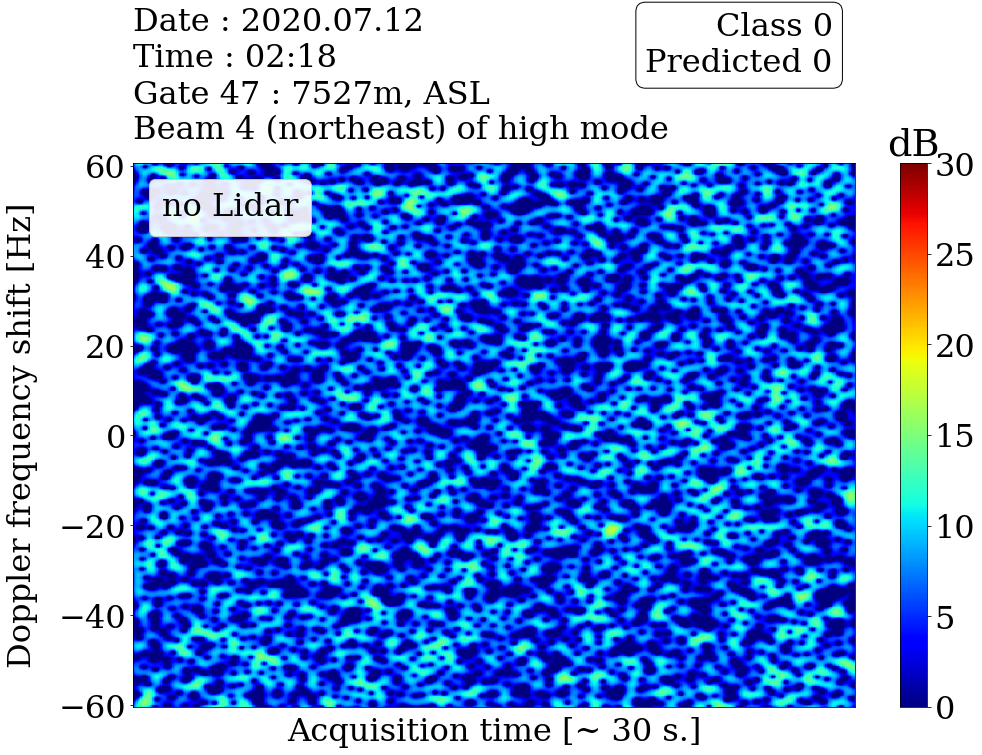 Date : 2020.07.12
Time : 02:18
Gate 47 : 7527m, ASL
Beam 4 (northeast) of high mode
Class 0
Predicted 0
no Lidar
dB
30
25
20
15
10
5
0
Doppler frequency shift [Hz]
60
40
20
0
−20
−40
−60
Acquisition time [~ 30 s.]